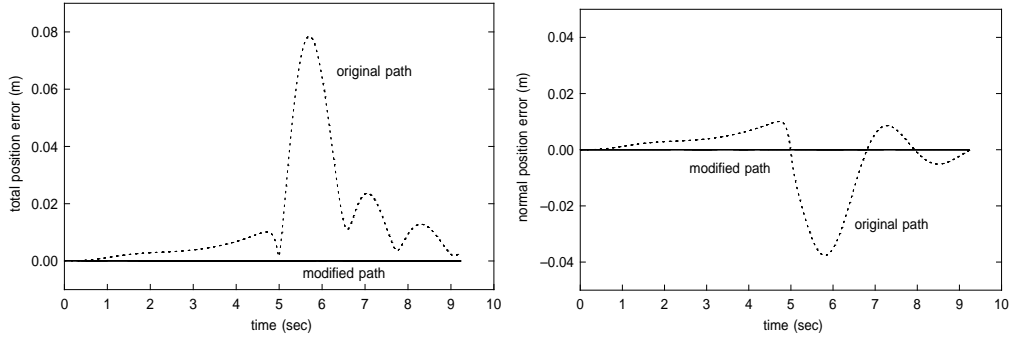 total position error (m)
0.08
0.06
0.04
0.02
0.00
original path
modified path
0 1 2 3 4 5 6 7 8 9 10
time (sec)
normal position error (m)
0.04
0.02
0.00
−0.02
−0.04
modified path
original path
0 1 2 3 4 5 6 7 8 9 10
time (sec)